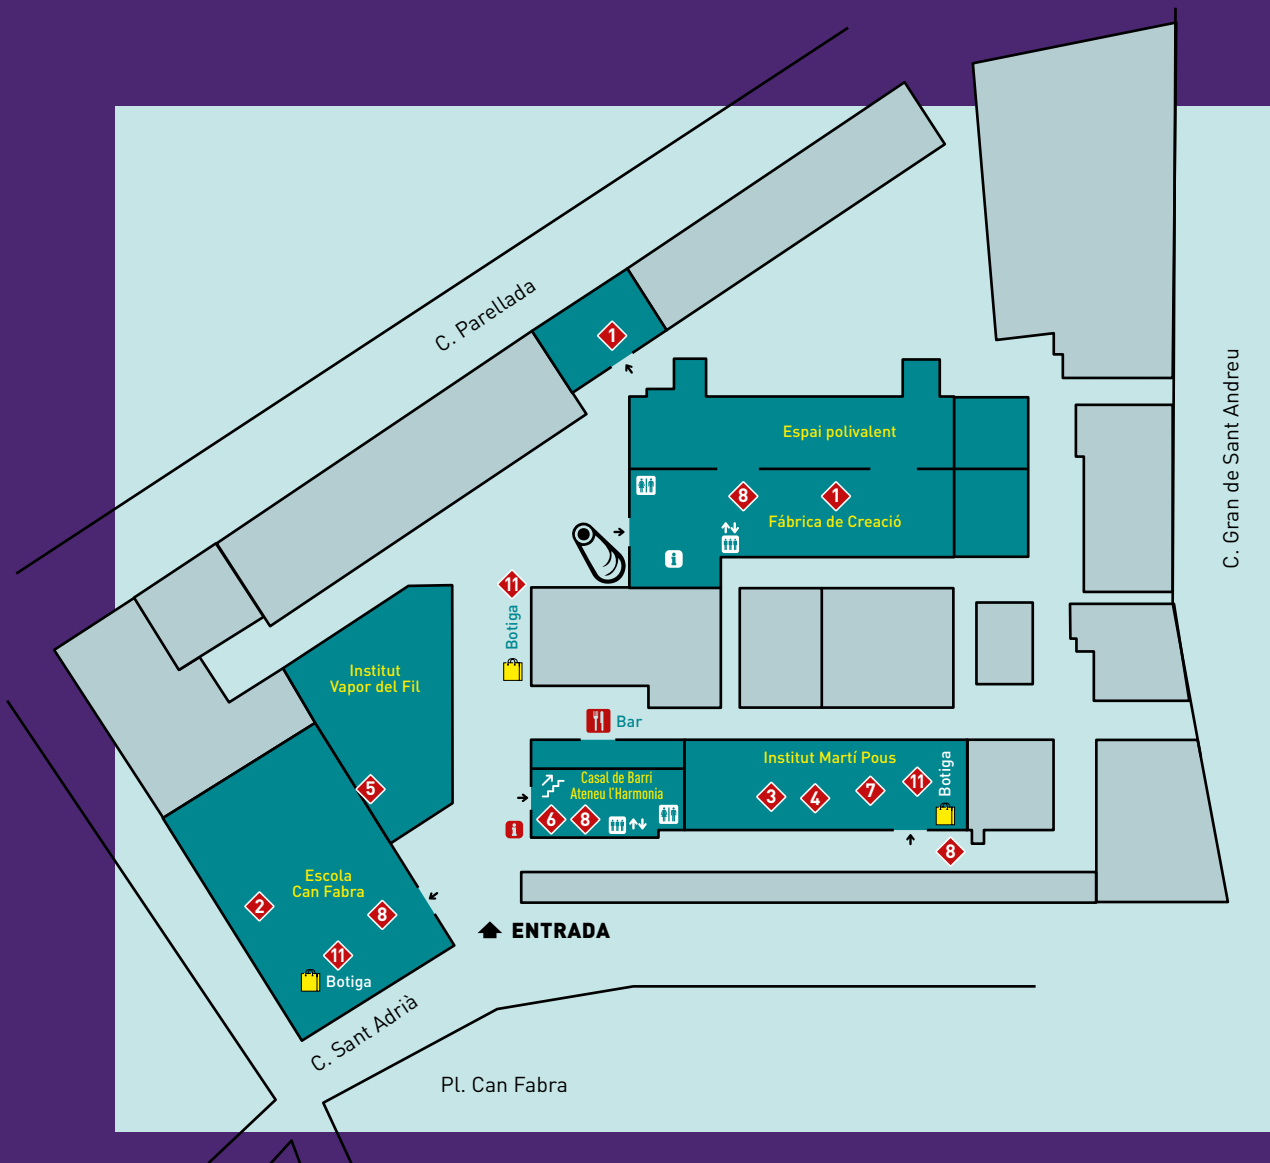 C. Parellada
1
Espai polivalent
8
1
Fábrica de Creació
i
C. Gran de Sant Andreu
11
Botiga
Institut
Vapor del Fil
Bar
5
Casal de Barri
Ateneu l'Harmonia
6
8
i
Institut Martí Pous
3
4
7
11
Botiga
8
Escola
Can Fabra
2
8
11
Botiga
ENTRADA
C. Sant Adrià
Pl. Can Fabra